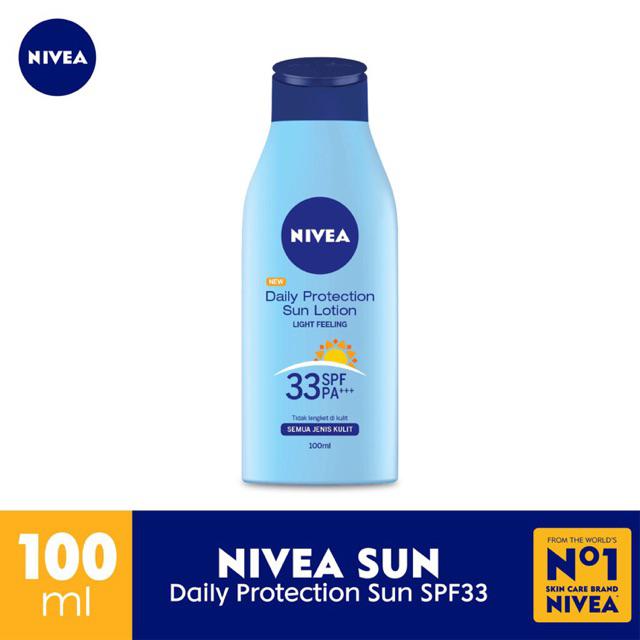 NIVEA
NIVEA
NEW
Daily Protection
Sun Lotion
LIGHT FEELING
33 SPF
PA+++
Tidak lengket di kulit
SEMUA JENIS KULIT
100ml
100
ml
NIVEA SUN
Daily Protection Sun SPF33
FROM THE WORLD'S
Nº1
SKIN CARE BRAND
NIVEA*